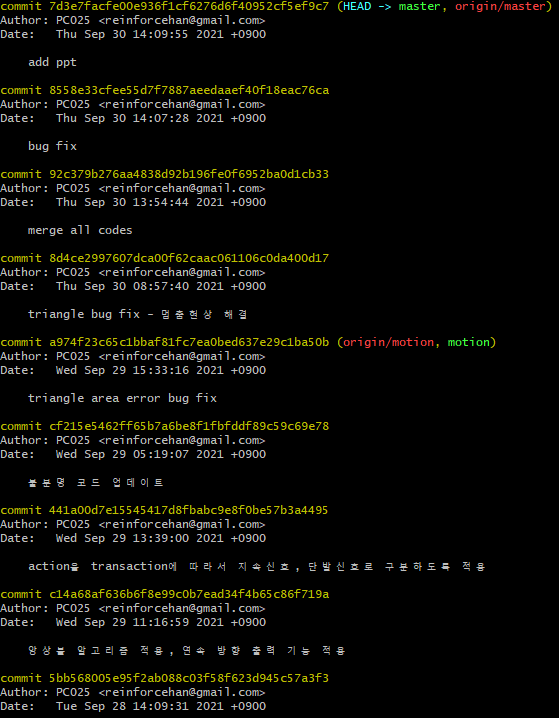 commit 7d3e7facfe00e936f1cf6276d6f40952cf5ef9c7 (HEAD -> master, origin/master)
Author: PC025 <reinforcehan@gmail.com>
Date:   Thu Sep 30 14:09:55 2021 +0900
add ppt
commit 8558e33cfee55d7f7887aeedaaef40f18eac76ca
Author: PC025 <reinforcehan@gmail.com>
Date:   Thu Sep 30 14:07:28 2021 +0900
bug fix
commit 92c379b276aa4838d92b196fe0f6952ba0d1cb33
Author: PC025 <reinforcehan@gmail.com>
Date:   Thu Sep 30 13:54:44 2021 +0900
merge all codes
commit 8d4ce2997607dca00f62caac061106c0da400d17
Author: PC025 <reinforcehan@gmail.com>
Date:   Thu Sep 30 08:57:40 2021 +0900
triangle bug fix - 멈춤현상 해결
commit a974f23c65c1bbaf81fc7ea0bed637e29c1ba50b (origin/motion, motion)
Author: PC025 <reinforcehan@gmail.com>
Date:   Wed Sep 29 15:33:16 2021 +0900
triangle area error bug fix
commit cf215e5462ff65b7a6be8f1fbfddf89c59c69e78
Author: PC025 <reinforcehan@gmail.com>
Date:   Wed Sep 29 05:19:07 2021 +0900
불분명 코드 업데이트
commit 441a00d7e15545417d8fbabc9e8f0be57b3a4495
Author: PC025 <reinforcehan@gmail.com>
Date:   Wed Sep 29 13:39:00 2021 +0900
action을 transaction에 따라서 지속신호, 단발신호로 구분하도록 적용
commit c14a68af636b6f8e99c0b7ead34f4b65c86f719a
Author: PC025 <reinforcehan@gmail.com>
Date:   Wed Sep 29 11:16:59 2021 +0900
앙상블 알고리즘 적용, 연속 방향 출력 기능 적용
commit 5bb568005e95f2ab088c03f58f623d945c57a3f3
Author: PC025 <reinforcehan@gmail.com>
Date:   Tue Sep 28 14:09:31 2021 +0900